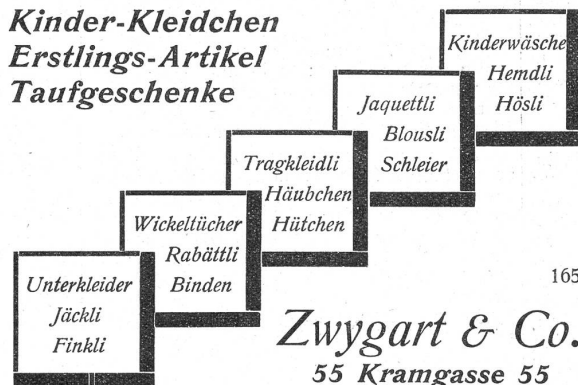 Kinder-Kleidchen
Erstlings-Artikel
Taufgeschenke
Kinderwäsche
Hemdli
Hösli
Jaquettli
Blousli
Schleier
Tragkleidli
Häubchen
Hütchen
Wickeltücher
Rabättli
Binden
Unterkleider
Jäckli
Finkli
165
Zwygart & Co.
55 Kramgasse 55